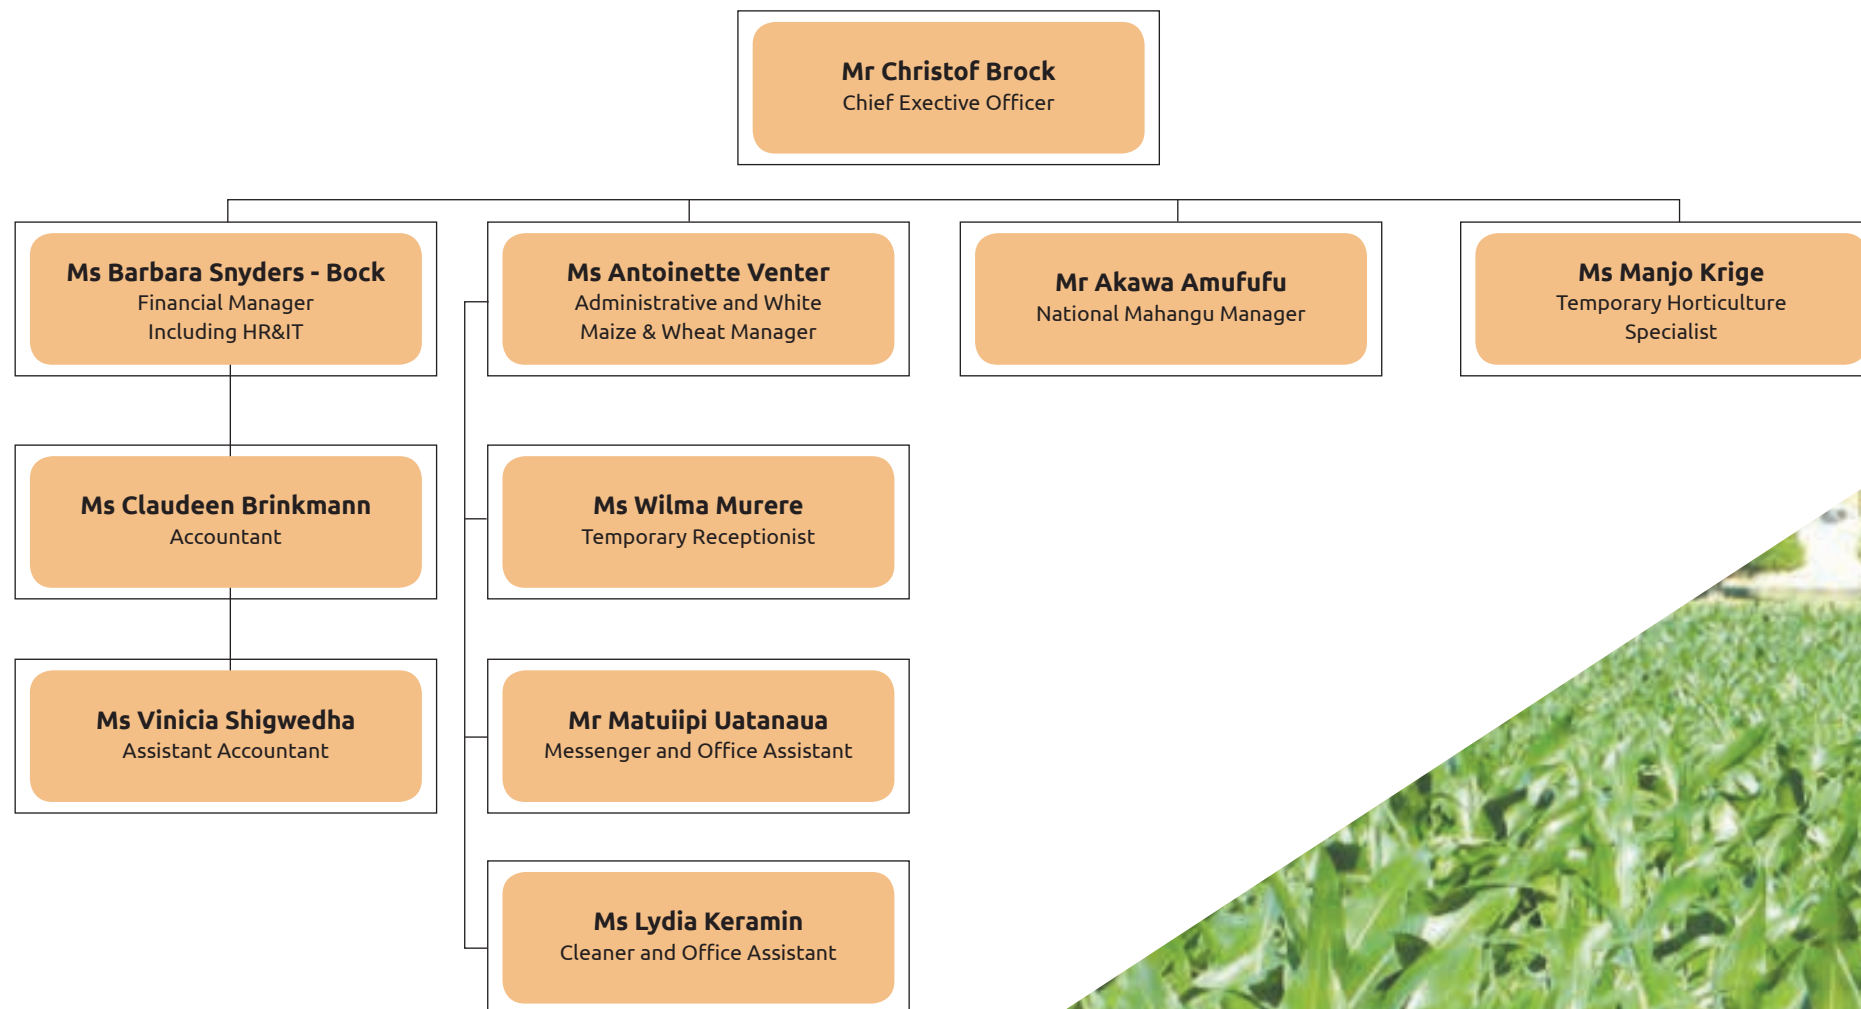 Mr Christof Brock
Chief Exective Officer
Ms Barbara Snyders - Bock
Financial Manager
Including HR&IT
Ms Antoinette Venter
Administrative and White
Maize & Wheat Manager
Mr Akawa Amufufu
National Mahangu Manager
Ms Manjo Krige
Temporary Horticulture
Specialist
Ms Claudeen Brinkmann
Accountant
Ms Wilma Murere
Temporary Receptionist
Ms Vinicia Shigwedha
Assistant Accountant
Mr Matuiipi Uatanaua
Messenger and Office Assistant
Ms Lydia Keramin
Cleaner and Office Assistant